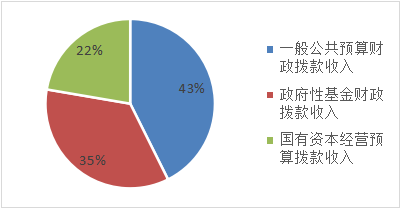 22%
43%
35%
一般公共预算财
政拨款收入
政府性基金财政
拨款收入
国有资本经营预
算拨款收入